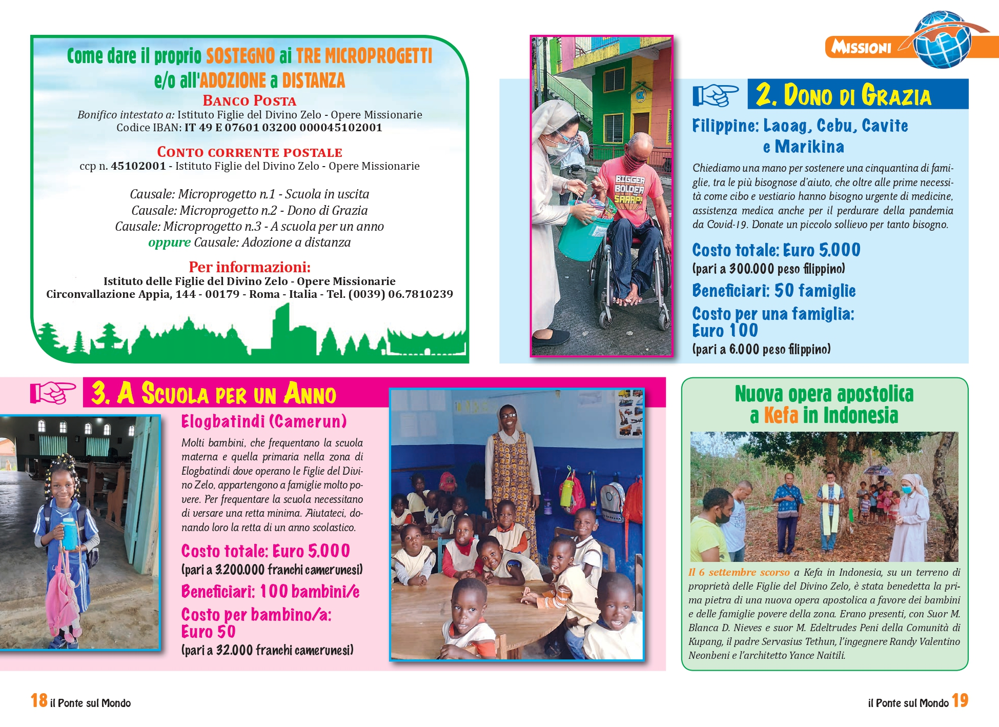 Come dare il proprio SOSTEGNO ai TRE MICROPROGETTI
e/o all'ADOZIONE a DISTANZA
BANCO POSTA
Bonifico intestato a: Istituto Figlie del Divino Zelo - Opere Missionarie
Codice IBAN: IT 49 E 07601 03200 000045102001
CONTO CORRENTE POSTALE
ccp n. 45102001 - Istituto Figlie del Divino Zelo - Opere Missionarie
Causale: Microprogetto n.1 - Scuola in uscita
Causale: Microprogetto n.2 - Dono di Grazia
Causale: Microprogetto n.3 - A scuola per un anno
oppure Causale: Adozione a distanza
Per informazioni:
Istituto delle Figlie del Divino Zelo - Opere Missionarie
Circonvallazione Appia, 144 - 00179 - Roma - Italia - Tel. (0039) 06.7810239
MISSIONI
2. DONO DI GRAZIA
Filippine: Laoag, Cebu, Cavite
e Marikina
Chiediamo una mano per sostenere una cinquantina di fami-
glie, tra le più bisognose d'aiuto, che oltre alle prime necessi-
tà come cibo e vestiario hanno bisogno urgente di medicine,
assistenza medica anche per il perdurare della pandemia
da Covid-19. Donate un piccolo sollievo per tanto bisogno.
Costo totale: Euro 5.000
(pari a 300.000 peso filippino)
Beneficiari: 50 famiglie
Costo per una famiglia:
Euro 100
(pari a 6.000 peso filippino)
BIGGER
BOLDER
SARAP!
GK
3. A SCUOLA PER UN ANNO
Elogbatindi (Camerun)
Molti bambini, che frequentano la scuola
materna e quella primaria nella zona di
Elogbatindi dove operano le Figlie del Divi-
no Zelo, appartengono a famiglie molto po-
vere. Per frequentare la scuola necessitano
di versare una retta minima. Aiutateci, do-
nando loro la retta di un anno scolastico.
Costo totale: Euro 5.000
(pari a 3.200.000 franchi camerunesi)
Beneficiari: 100 bambini/e
Costo per bambino/a:
Euro 50
(pari a 32.000 franchi camerunesi)
Nuova opera apostolica
a Kefa in Indonesia
Il 6 settembre scorso a Kefa in Indonesia, su un terreno di
proprietà delle Figlie del Divino Zelo, è stata benedetta la pri-
ma pietra di una nuova opera apostolica a favore dei bambini
e delle famiglie povere della zona. Erano presenti, con Suor M.
Blanca D. Nieves e suor M. Edeltrudes Peni della Comunità di
Kupang, il padre Servasius Tethun, l'ingegnere Randy Valentino
Neonbeni e l'architetto Yance Naitili.
18 il Ponte sul Mondo
il Ponte sul Mondo 19